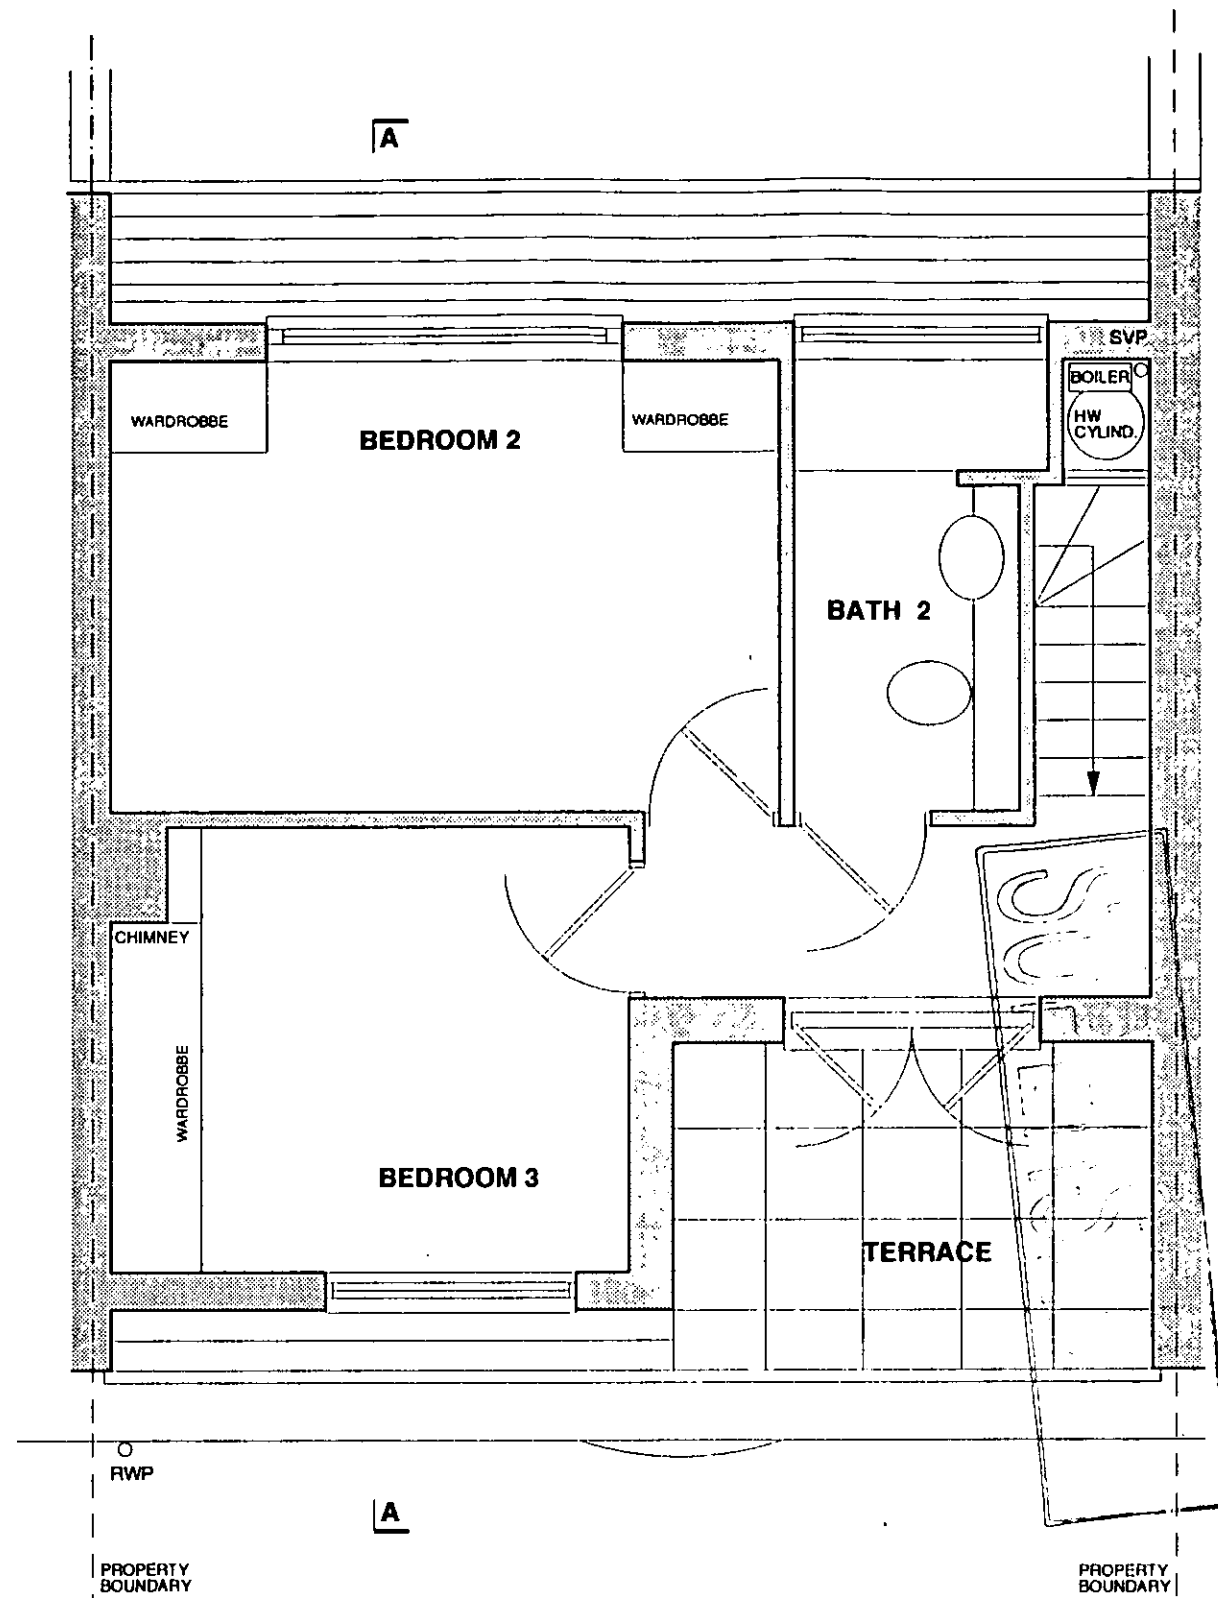 A
SVP
BOILER
HW
CYLIND.
WARDROBBE
BEDROOM 2
WARDROBBE
BATH 2
CHIMNEY
WARDROBBE
BEDROOM 3
TERRACE
RWP
A
PROPERTY
BOUNDARY
PROPERTY
BOUNDARY